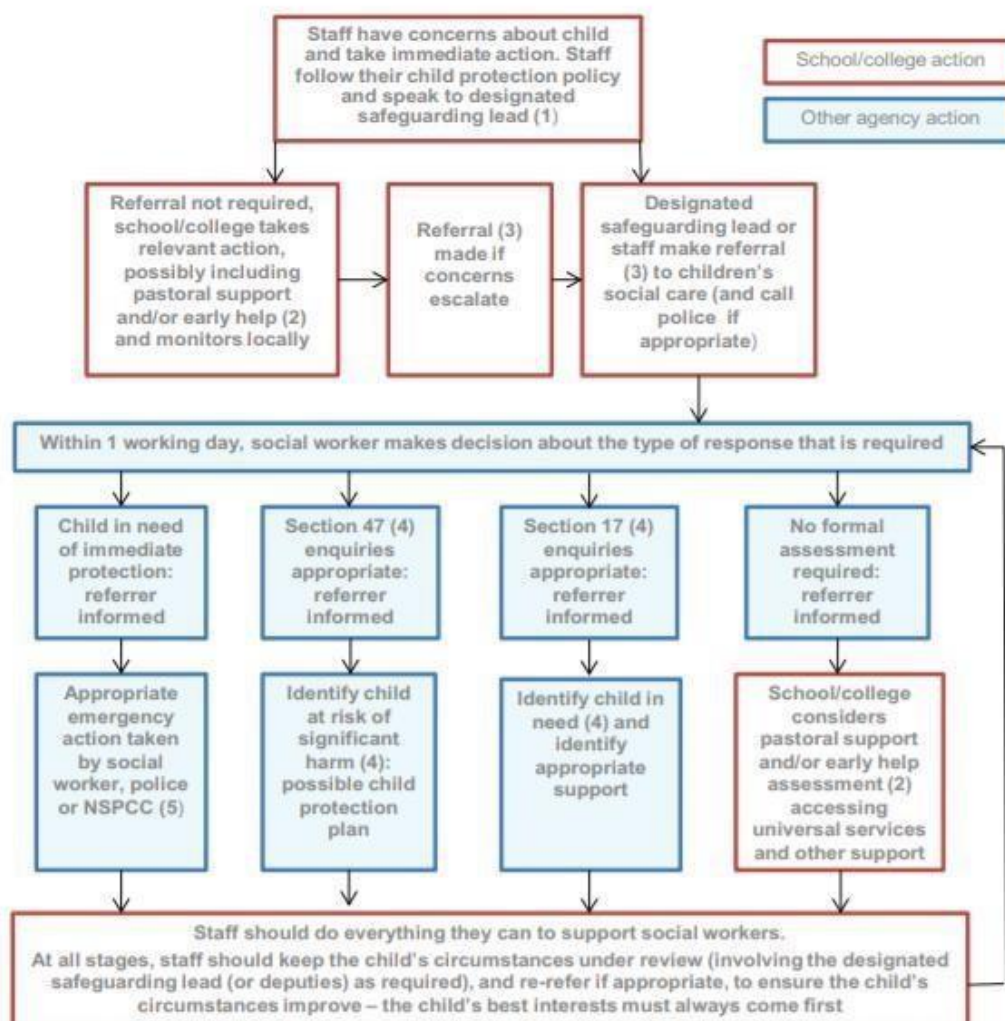 Staff have concerns about child
and take immediate action. Staff
follow their child protection policy
and speak to designated
safeguarding lead (1)
School/college action
Other agency action
Referral not required,
school/college takes
relevant action,
possibly including
pastoral support
and/or early help (2)
and monitors locally
Referral (3)
made if
concerns
escalate
Designated
safeguarding lead or
staff make referral
(3) to children's
social care (and call
police if
appropriate)
Within 1 working day, social worker makes decision about the type of response that is required
Child in need
of immediate
protection:
referrer
informed
Section 47 (4)
enquiries
appropriate:
referrer
informed
Section 17 (4)
enquiries
appropriate:
referrer
informed
No formal
assessment
required:
referrer
informed
Appropriate
emergency
action taken
by social
worker, police
or NSPCC (5)
Identify child
at risk of
significant
harm (4):
possible child
protection
plan
Identify child in
need (4) and
identify
appropriate
support
School/college
considers
pastoral support
and/or early help
assessment (2)
accessing
universal services
and other support
Staff should do everything they can to support social workers.
At all stages, staff should keep the child's circumstances under review (involving the designated
safeguarding lead (or deputies) as required), and re-refer if appropriate, to ensure the child's
circumstances improve – the child's best interests must always come first